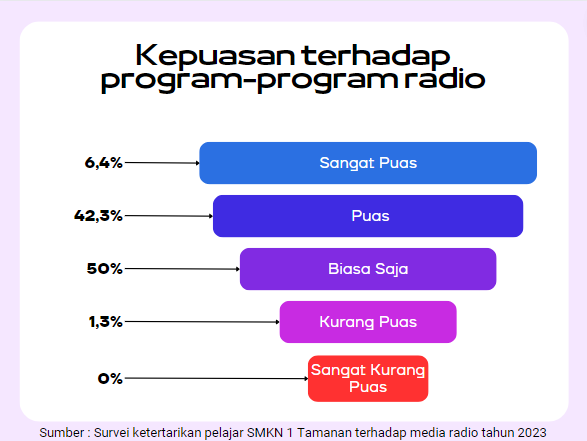 Kepuasan terhadap
program-program radio
6,4%
Sangat Puas
42,3%
Puas
50%
Biasa Saja
1,3%
Kurang Puas
0%
Sangat Kurang
Puas
Sumber : Survei ketertarikan pelajar SMKN 1 Tamanan terhadap media radio tahun 2023